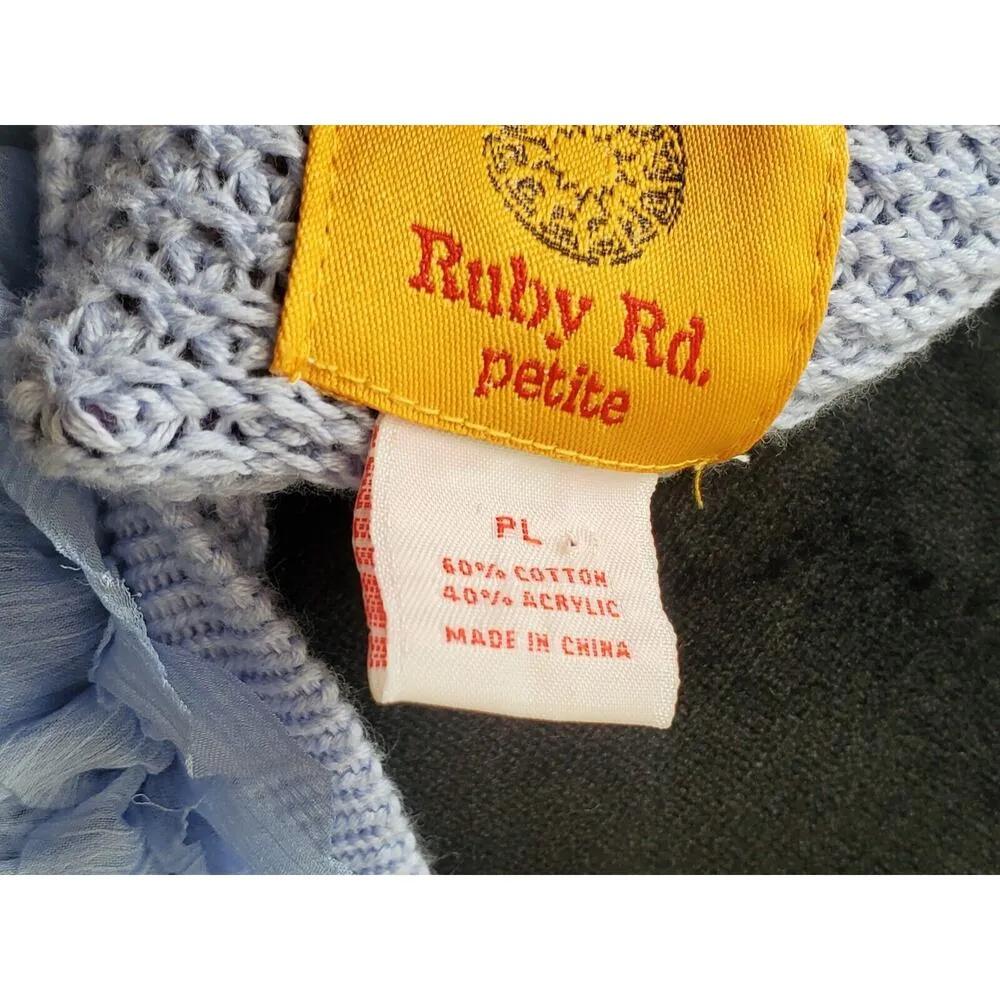 Ruby Rd.
petite
PL
60% COTTON
40% ACRYLIC
MADE IN CHINA